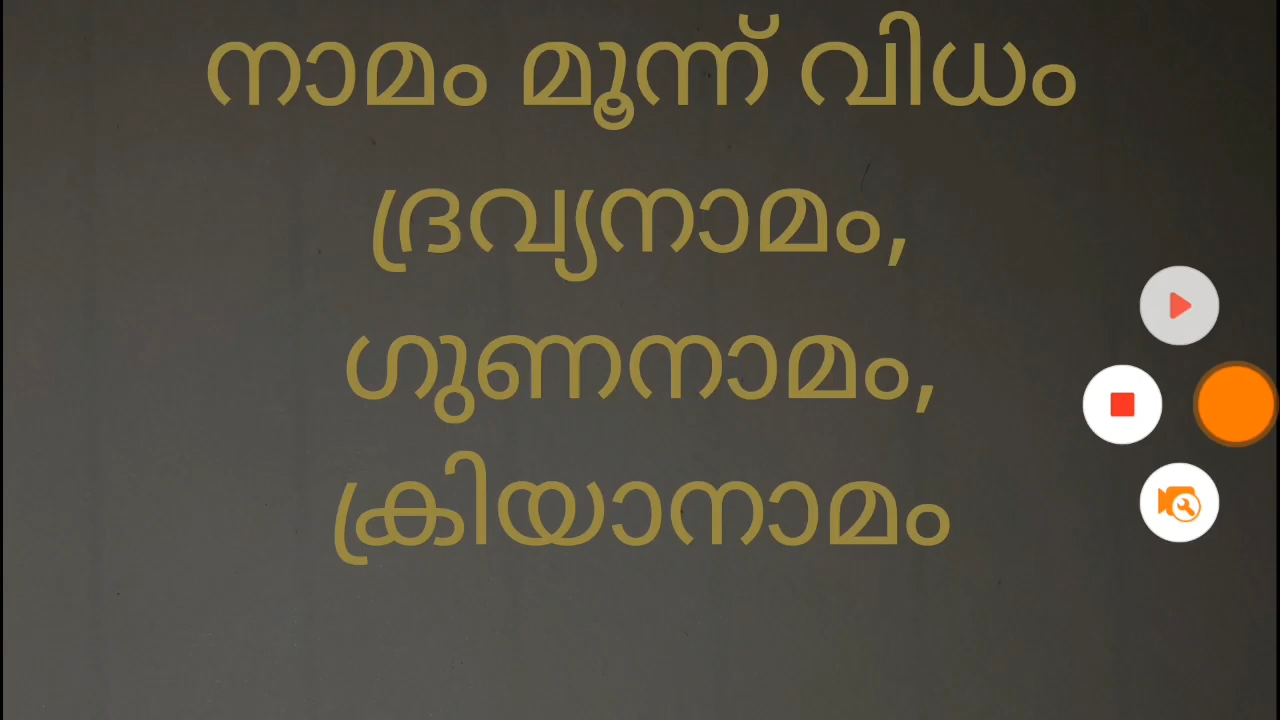 നാമം മൂന്ന് വിധം
ദ്രവ്യനാമം,
ഗുണനാമം,
ക്രിയാനാമം